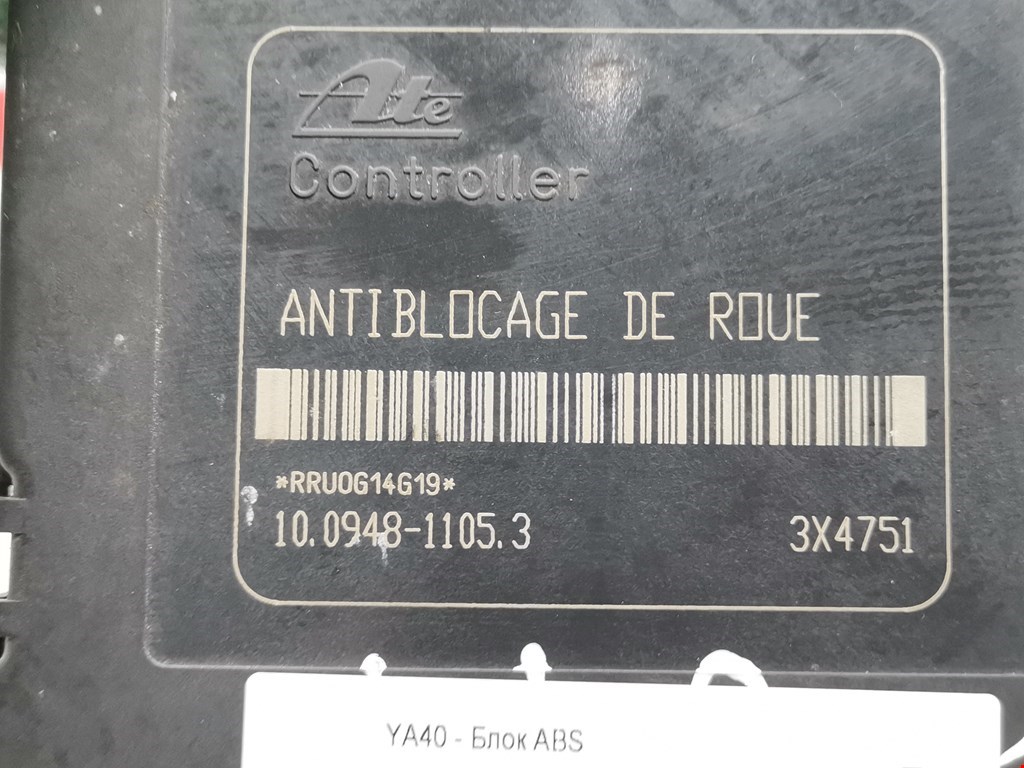 Ate
Controller
ANTIBLOCAGE DE ROUE
*RRU0G14G19*
10.0948-1105.3 3X4751
YA40 - Блок ABS